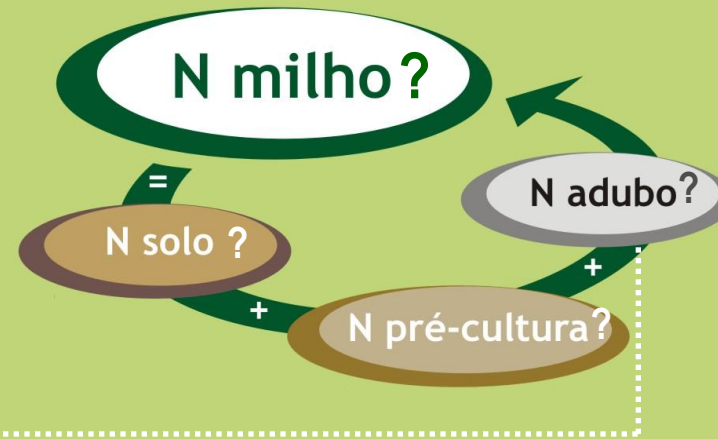 N milho?
=
N solo ?
+
N pré-cultura?
+
N adubo?